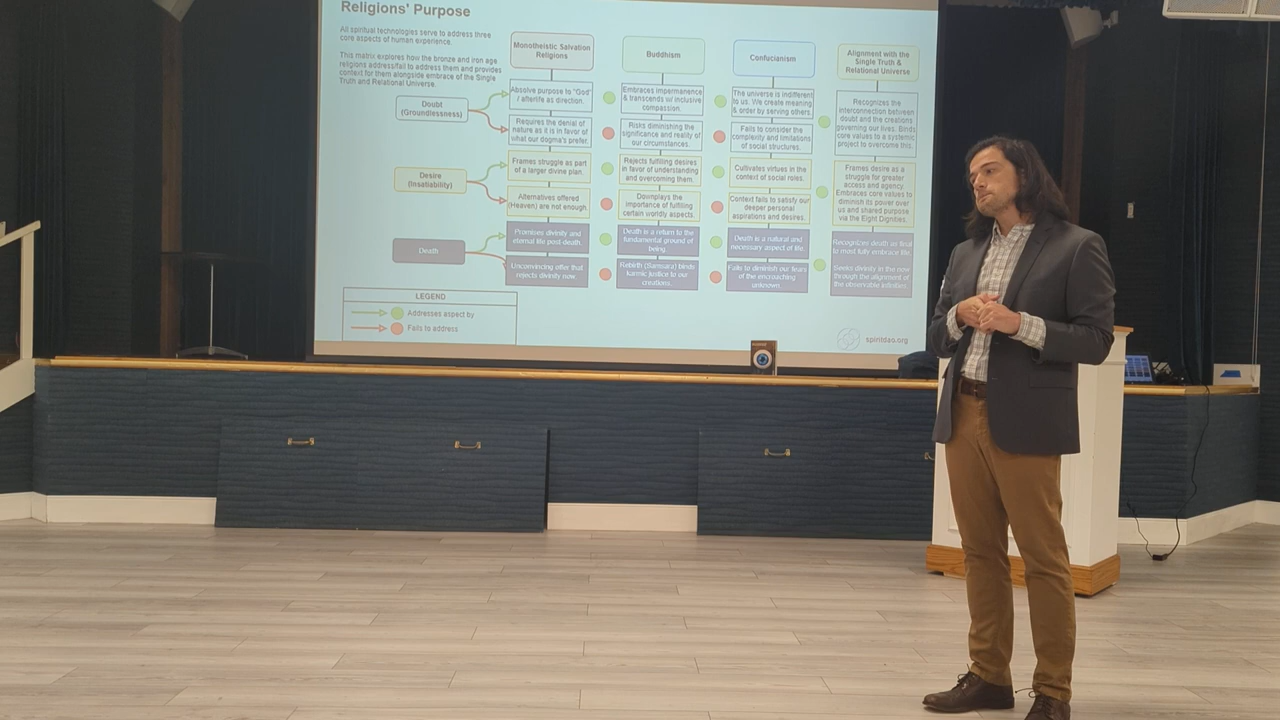 Religions' Purpose
All spiritual technologies serve to address three
core aspects of human experience.
This matrix explores how the bronze and iron age
religions address/fail to address them and provides
context for them alongside embrace of the Single
Truth and Relational Universe.
Monotheistic Salvation
Religions
Buddhism
Confucianism
Alignment with the
Single Truth &
Relational Universe
Doubt
(Groundlessness)
Absolve purpose to "God"
/ afterlife as direction.
Embraces impermanence
& transcends w/ inclusive
compassion.
The universe is indifferent
to us. We create meaning
& order by serving others.
Recognizes the
interconnection between
doubt and the creations
governing our lives. Binds
core values to a systemic
project to overcome this.
Requires the denial of
nature as it is in favor of
what our dogma's prefer.
Risks diminishing the
significance and reality of
our circumstances.
Fails to consider the
complexity and limitations
of social structures.
Desire
(Insatiability)
Frames struggle as part
of a larger divine plan.
Rejects fulfilling desires
in favor of understanding
and overcoming them.
Cultivates virtues in the
context of social roles.
Frames desire as a
struggle for greater
access and agency.
Embraces core values to
diminish its power over
us and shared purpose
via the Eight Dignities.
Alternatives offered
(Heaven) are not enough.
Downplays the
importance of fulfilling
certain worldly aspects.
Context fails to satisfy our
deeper personal
aspirations and desires.
Death
Promises divinity and
eternal life post-death.
Death is a return to the
fundamental ground of
being.
Death is a natural and
necessary aspect of life.
Recognizes death as final
to most fully embrace life.
Seeks divinity in the now
through the alignment of
the observable infinities.
Unconvincing offer that
rejects divinity now.
Rebirth (Samsara) binds
karmic justice to our
creations.
Fails to diminish our fears
of the encroaching
unknown.
LEGEND
Addresses aspect by
Fails to address
spiritdao.org